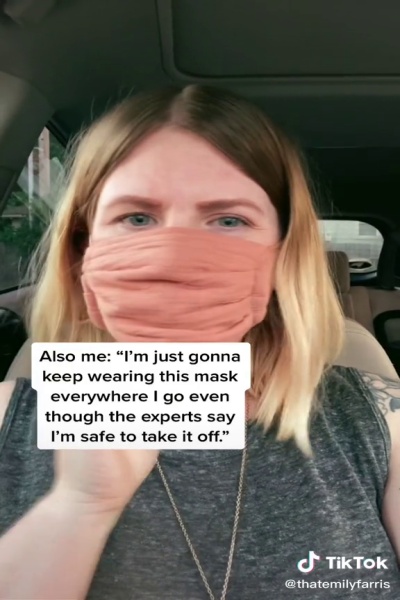 Also me: “I’m just gonna
keep wearing this mask
everywhere I go even
though the experts say
I’m safe to take it off.”
TikTok
@thatemilyfarris